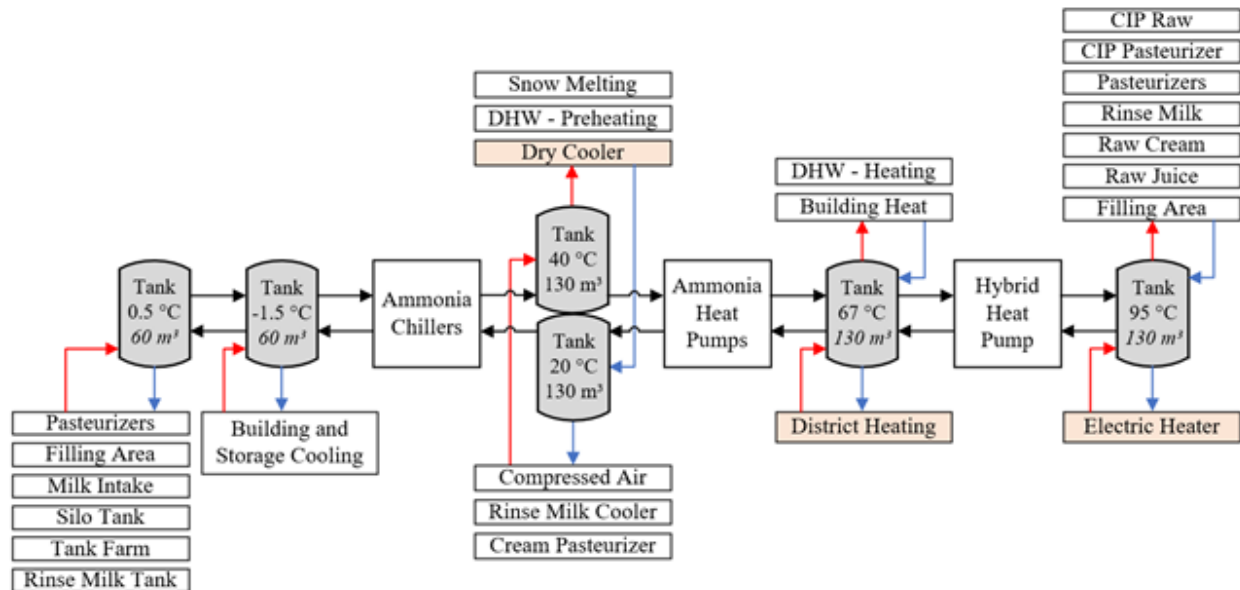 CIP Raw
CIP Pasteurizer
Pasteurizers
Rinse Milk
Raw Cream
Raw Juice
Filling Area
Snow Melting
DHW - Preheating
Dry Cooler
DHW - Heating
Building Heat
Tank
0.5 °C
60 m³
Tank
-1.5 °C
60 m³
Ammonia
Chillers
Tank
40 °C
130 m³
Tank
20 °C
130 m³
Ammonia
Heat
Pumps
Tank
67 °C
130 m³
Hybrid
Heat
Pump
Tank
95 °C
130 m³
Pasteurizers
Filling Area
Milk Intake
Silo Tank
Tank Farm
Rinse Milk Tank
Building and
Storage Cooling
Compressed Air
Rinse Milk Cooler
Cream Pasteurizer
District Heating
Electric Heater